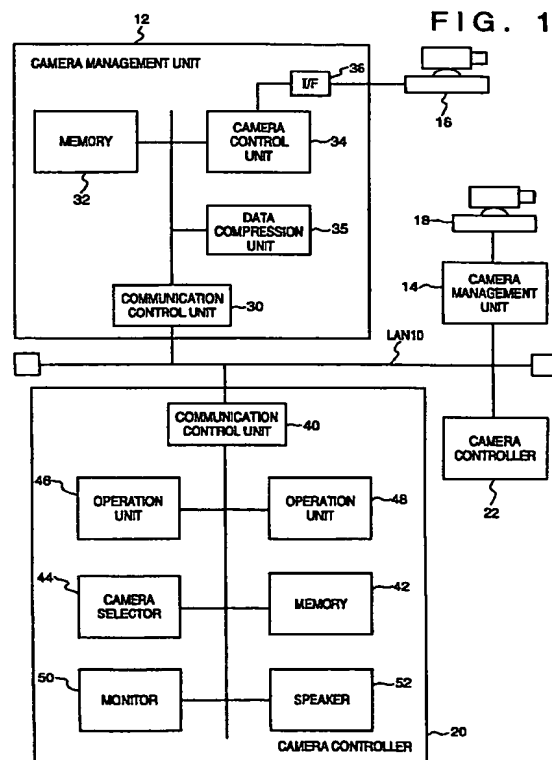 FIG. 1
12
CAMERA MANAGEMENT UNIT
I/F
36
16
MEMORY
32
CAMERA
CONTROL
UNIT
34
DATA
COMPRESSION
UNIT
35
18
14
CAMERA
MANAGEMENT
UNIT
COMMUNICATION
CONTROL UNIT
30
LAN10
COMMUNICATION
CONTROL UNIT
40
CAMERA
CONTROLLER
22
46
OPERATION
UNIT
OPERATION
UNIT
48
44
CAMERA
SELECTOR
MEMORY
42
50
MONITOR
SPEAKER
52
CAMERA CONTROLLER
20